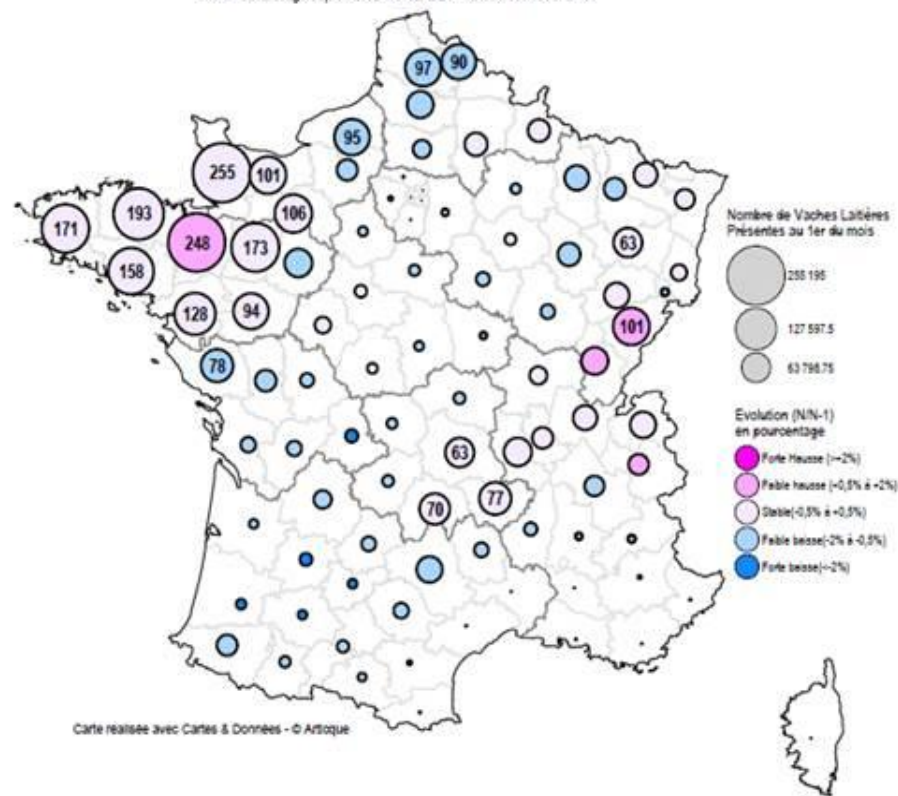 97 90
95
255 101
193 106
171 248 173 63
158
128 94
101
78
63
77
70
Nombre de Vaches Laitières
Présentes au 1er du mois
255 195
127 597.5
63 798.75
Evolution (N/N-1)
en pourcentage
Forte Hausse (>=2%)
Faible hausse (+0,5% à +2%)
Stable(-0,5% à +0,5%)
Faible baisse(-2% à -0,5%)
Forte baisse(<-2%)
Carte réalisée avec Cartes & Données - © Artique